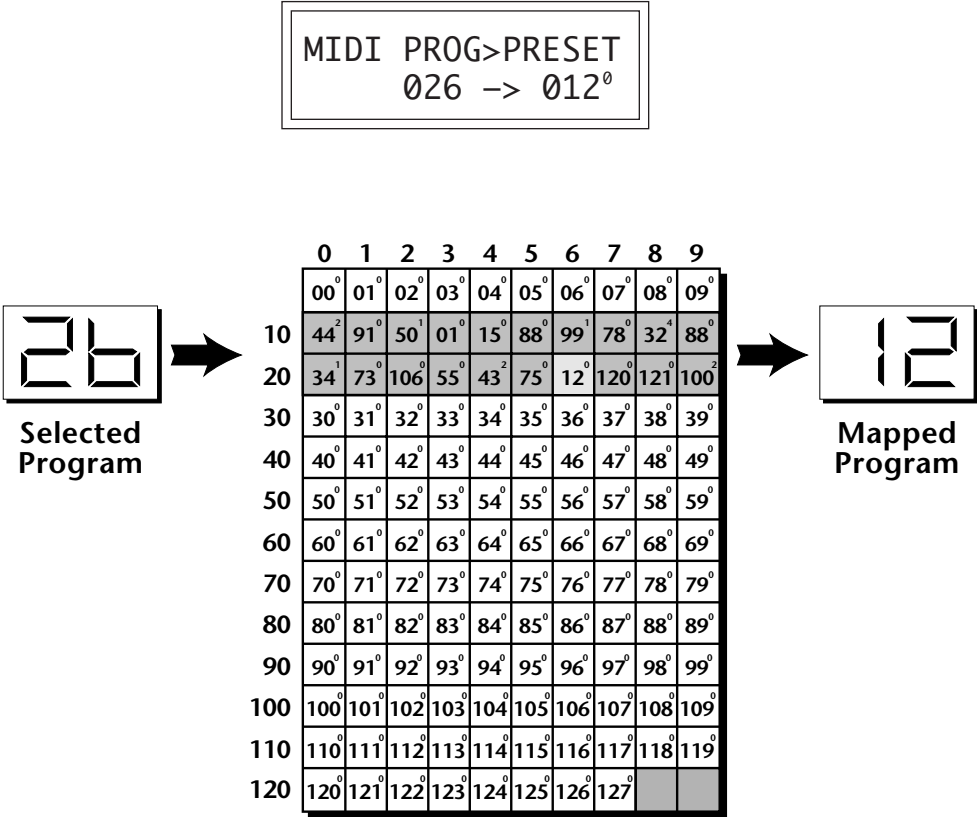 MIDI PROG>PRESET
026 –> 012⁰
0 1 2 3 4 5 6 7 8 9
00⁰ 01⁰ 02⁰ 03⁰ 04⁰ 05⁰ 06⁰ 07⁰ 08⁰ 09⁰
10 44² 91⁰ 50¹ 01⁰ 15⁰ 88⁰ 99¹ 78⁰ 32⁴ 88⁰
20 34¹ 73⁰ 106⁰ 55⁰ 43² 75⁰ 12⁰ 120⁰ 121⁰ 100²
30 30⁰ 31⁰ 32⁰ 33⁰ 34⁰ 35⁰ 36⁰ 37⁰ 38⁰ 39⁰
40 40⁰ 41⁰ 42⁰ 43⁰ 44⁰ 45⁰ 46⁰ 47⁰ 48⁰ 49⁰
50 50⁰ 51⁰ 52⁰ 53⁰ 54⁰ 55⁰ 56⁰ 57⁰ 58⁰ 59⁰
60 60⁰ 61⁰ 62⁰ 63⁰ 64⁰ 65⁰ 66⁰ 67⁰ 68⁰ 69⁰
70 70⁰ 71⁰ 72⁰ 73⁰ 74⁰ 75⁰ 76⁰ 77⁰ 78⁰ 79⁰
80 80⁰ 81⁰ 82⁰ 83⁰ 84⁰ 85⁰ 86⁰ 87⁰ 88⁰ 89⁰
90 90⁰ 91⁰ 92⁰ 93⁰ 94⁰ 95⁰ 96⁰ 97⁰ 98⁰ 99⁰
100 100⁰ 101⁰ 102⁰ 103⁰ 104⁰ 105⁰ 106⁰ 107⁰ 108⁰ 109⁰
110 110⁰ 111⁰ 112⁰ 113⁰ 114⁰ 115⁰ 116⁰ 117⁰ 118⁰ 119⁰
120 120⁰ 121⁰ 122⁰ 123⁰ 124⁰ 125⁰ 126⁰ 127⁰
26
Selected
Program
12
Mapped
Program